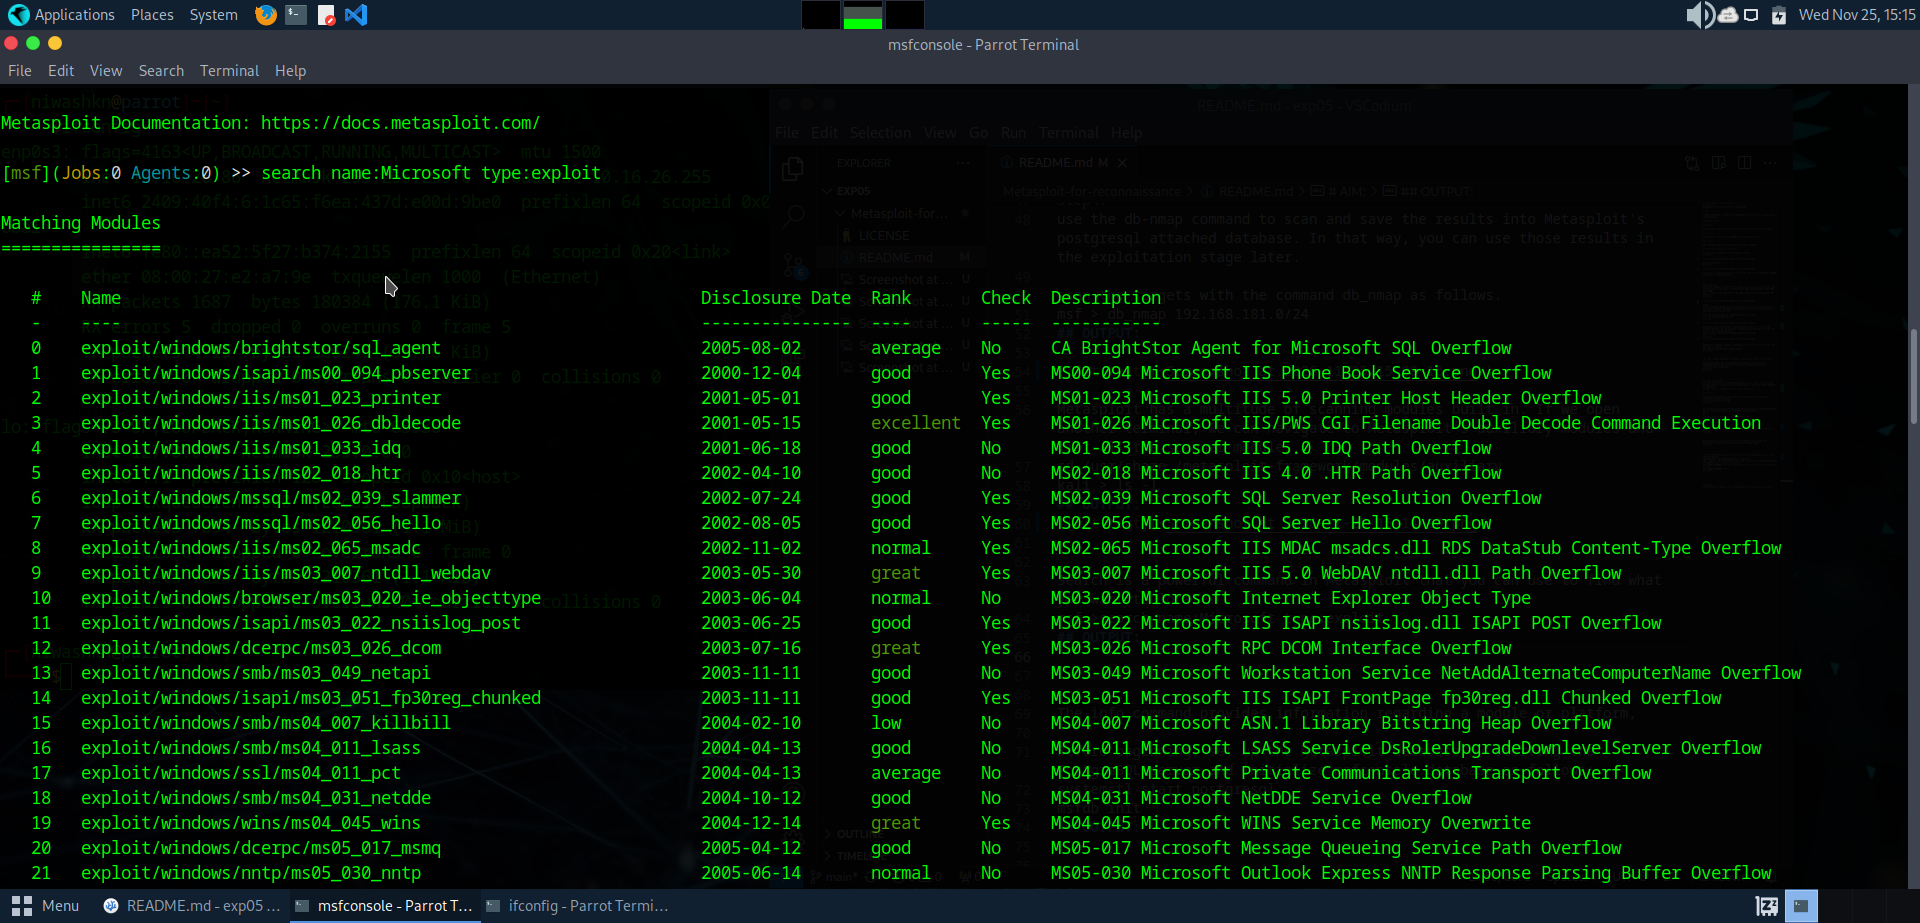 Applications Places System Wed Nov 25, 15:15
msfconsole - Parrot Terminal
File Edit View Search Terminal Help
Metasploit Documentation: https://docs.metasploit.com/
[msf](Jobs:0 Agents:0) >> search name:Microsoft type:exploit
Matching Modules
================
# Name Disclosure Date Rank Check Description
- ---- --------------- ---- ----- -----------
0 exploit/windows/brightstor/sql_agent 2005-08-02 average No CA BrightStor Agent for Microsoft SQL Overflow
1 exploit/windows/isapi/ms00_094_pbserver 2000-12-04 good Yes MS00-094 Microsoft IIS Phone Book Service Overflow
2 exploit/windows/iis/ms01_023_printer 2001-05-01 good Yes MS01-023 Microsoft IIS 5.0 Printer Host Header Overflow
3 exploit/windows/iis/ms01_026_dbldecode 2001-05-15 excellent Yes MS01-026 Microsoft IIS/PWS CGI Filename Double Decode Command Execution
4 exploit/windows/iis/ms01_033_idq 2001-06-18 good No MS01-033 Microsoft IIS 5.0 IDQ Path Overflow
5 exploit/windows/iis/ms02_018_htr 2002-04-10 good No MS02-018 Microsoft IIS 4.0 .HTR Path Overflow
6 exploit/windows/mssql/ms02_039_slammer 2002-07-24 good Yes MS02-039 Microsoft SQL Server Resolution Overflow
7 exploit/windows/mssql/ms02_056_hello 2002-08-05 good Yes MS02-056 Microsoft SQL Server Hello Overflow
8 exploit/windows/iis/ms02_065_msadc 2002-11-02 normal Yes MS02-065 Microsoft IIS MDAC msadcs.dll RDS DataStub Content-Type Overflow
9 exploit/windows/iis/ms03_007_ntdll_webdav 2003-05-30 great Yes MS03-007 Microsoft IIS 5.0 WebDAV ntdll.dll Path Overflow
10 exploit/windows/browser/ms03_020_ie_objecttype 2003-06-04 normal No MS03-020 Microsoft Internet Explorer Object Type
11 exploit/windows/isapi/ms03_022_nsiislog_post 2003-06-25 good Yes MS03-022 Microsoft IIS ISAPI nsiislog.dll ISAPI POST Overflow
12 exploit/windows/dcerpc/ms03_026_dcom 2003-07-16 great Yes MS03-026 Microsoft RPC DCOM Interface Overflow
13 exploit/windows/smb/ms03_049_netapi 2003-11-11 good No MS03-049 Microsoft Workstation Service NetAddAlternateComputerName Overflow
14 exploit/windows/isapi/ms03_051_fp30reg_chunked 2003-11-11 good Yes MS03-051 Microsoft IIS ISAPI FrontPage fp30reg.dll Chunked Overflow
15 exploit/windows/smb/ms04_007_killbill 2004-02-10 low No MS04-007 Microsoft ASN.1 Library Bitstring Heap Overflow
16 exploit/windows/smb/ms04_011_lsass 2004-04-13 good No MS04-011 Microsoft LSASS Service DsRolerUpgradeDownlevelServer Overflow
17 exploit/windows/ssl/ms04_011_pct 2004-04-13 average No MS04-011 Microsoft Private Communications Transport Overflow
18 exploit/windows/smb/ms04_031_netdde 2004-10-12 good No MS04-031 Microsoft NetDDE Service Overflow
19 exploit/windows/wins/ms04_045_wins 2004-12-14 great Yes MS04-045 Microsoft WINS Service Memory Overwrite
20 exploit/windows/dcerpc/ms05_017_msmq 2005-04-12 good No MS05-017 Microsoft Message Queueing Service Path Overflow
21 exploit/windows/nntp/ms05_030_nntp 2005-06-14 normal No MS05-030 Microsoft Outlook Express NNTP Response Parsing Buffer Overflow
Menu README.md - exp05 ... msfconsole - Parrot T... ifconfig - Parrot Termi...